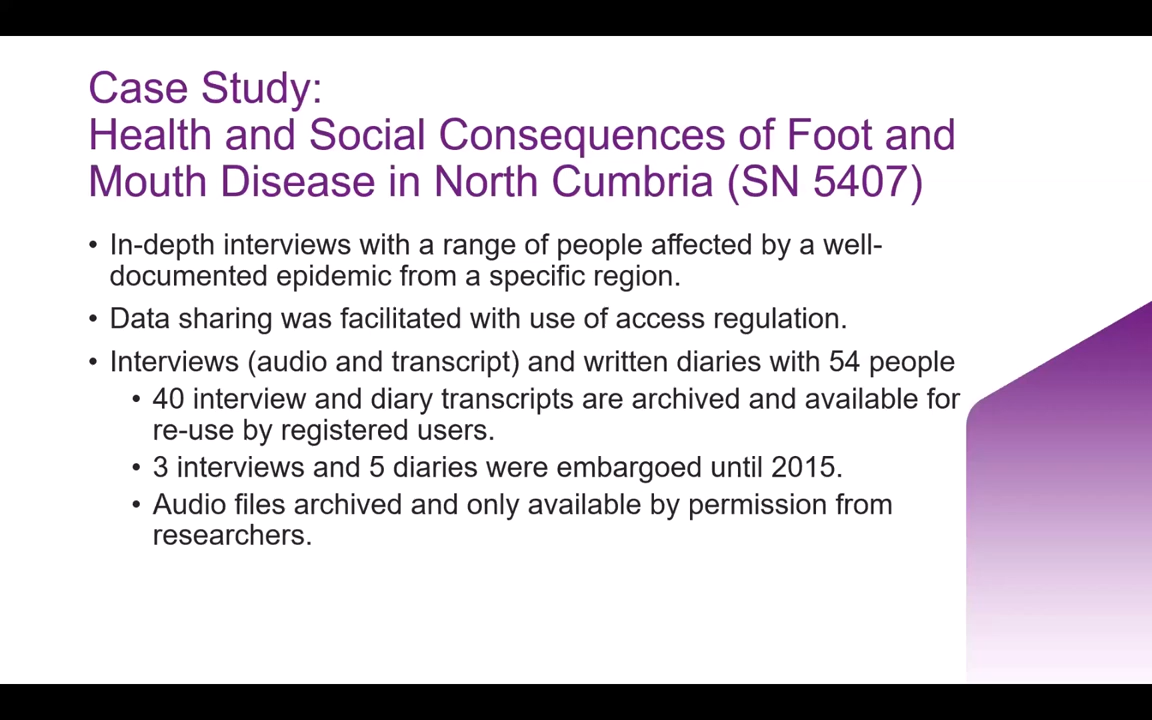 Case Study:
Health and Social Consequences of Foot and
Mouth Disease in North Cumbria (SN 5407)
• In-depth interviews with a range of people affected by a well-
documented epidemic from a specific region.
• Data sharing was facilitated with use of access regulation.
• Interviews (audio and transcript) and written diaries with 54 people
• 40 interview and diary transcripts are archived and available for
re-use by registered users.
• 3 interviews and 5 diaries were embargoed until 2015.
• Audio files archived and only available by permission from
researchers.